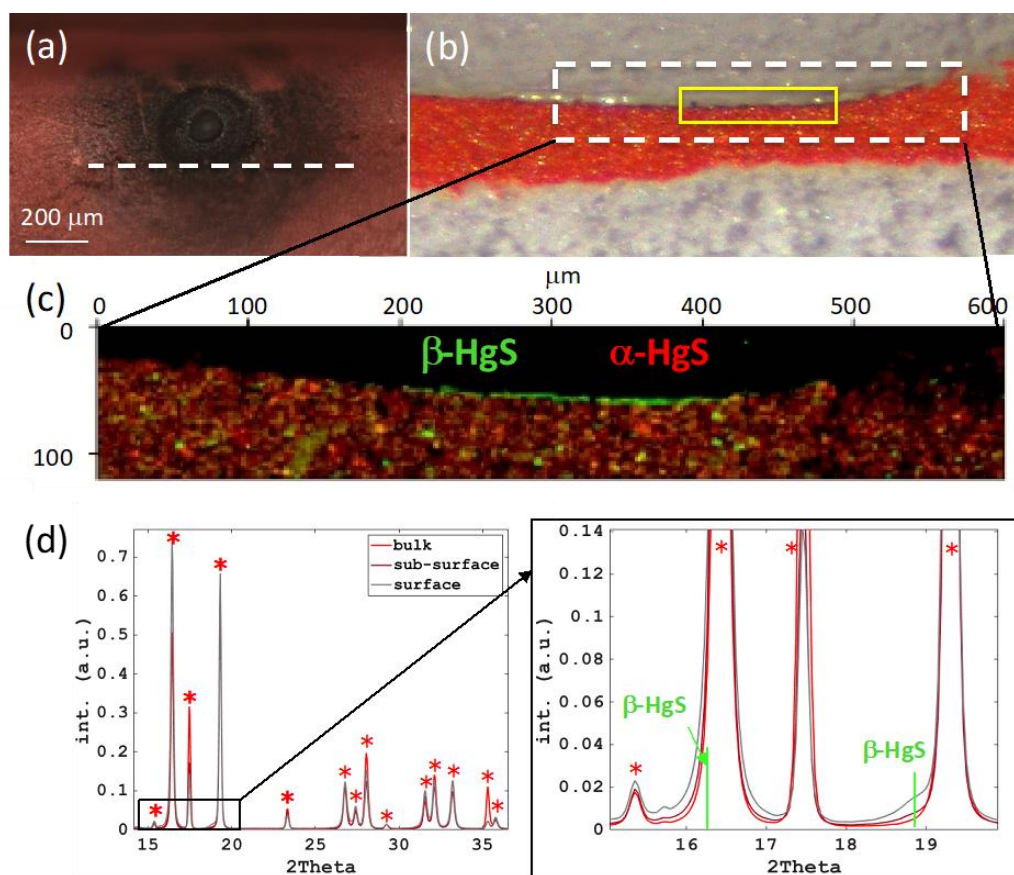 (a)
200 μm
(b)
μm
(c)
0 100 200 300 400 500 600
0
100
β-HgS α-HgS
(d)
int. (a.u.)
0.7
0.6
0.5
0.4
0.3
0.2
0.1
0
15 20 25 30 35
2Theta
* * * * * * * * * * * * * *
bulk
sub-surface
surface
int. (a.u.)
0.14
0.12
0.1
0.08
0.06
0.04
0.02
0
16 17 18 19
2Theta
* * * *
β-HgS
β-HgS